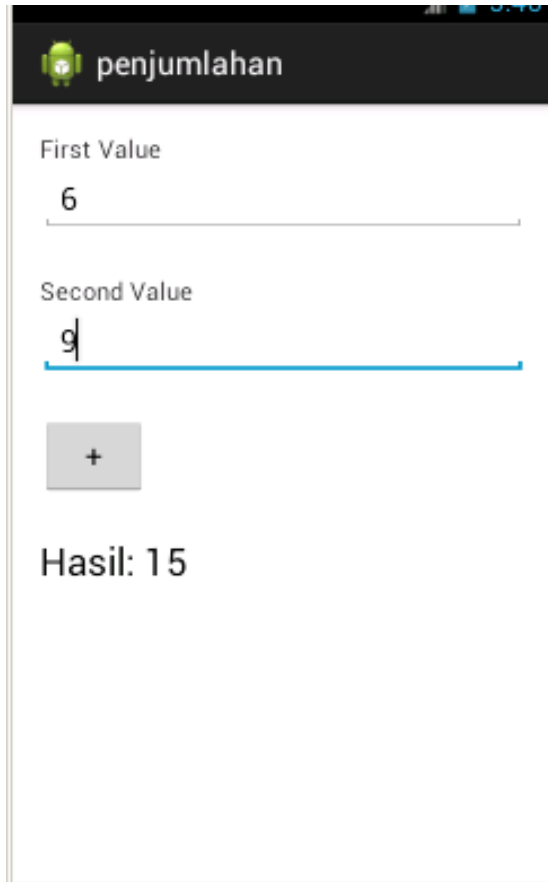 penjumlahan
First Value
6
Second Value
9
+
Hasil: 15